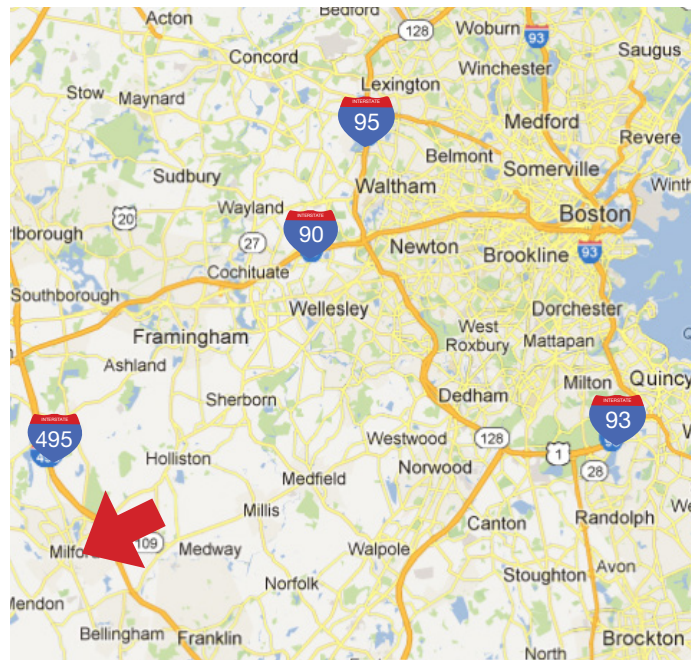 Bedford
Acton
128
Woburn
93
Saugus
Concord
Winchester
Lexington
Stow
Maynard
INTERSTATE
95
Medford
Revere
Belmont
Somerville
Sudbury
Waltham
Winth
Wayland
20
INTERSTATE
90
Boston
rlborough
27
Newton
Brookline
93
Cochituate
Southborough
Wellesley
Dorchester
Framingham
West
Roxbury
Mattapan
Ashland
Milton
Quincy
Sherborn
Dedham
INTERSTATE
93
INTERSTATE
495
Westwood
128
1
Holliston
Norwood
28
Medfield
Millis
Canton
Randolph
We
Milford
109
Medway
Walpole
Stoughton
Avon
Norfolk
Mendon
Bellingham
Franklin
Brockton
North